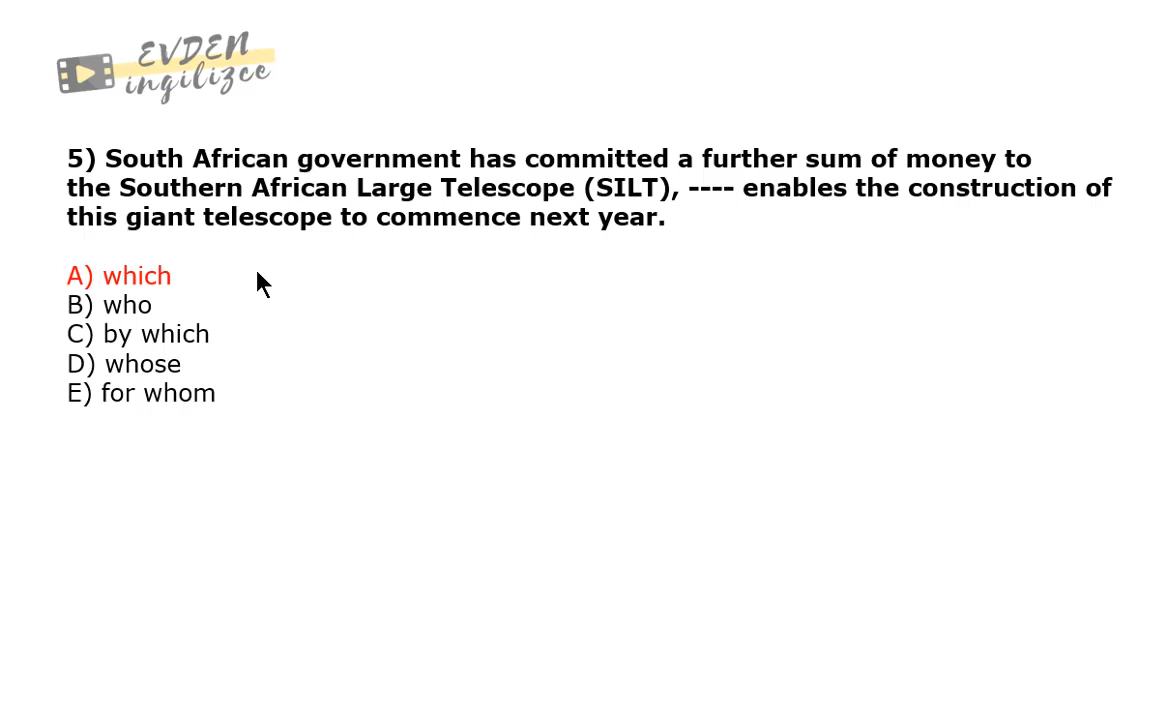 EVDEN
ingilizce
5) South African government has committed a further sum of money to
the Southern African Large Telescope (SILT), ---- enables the construction of
this giant telescope to commence next year.
A) which
B) who
C) by which
D) whose
E) for whom